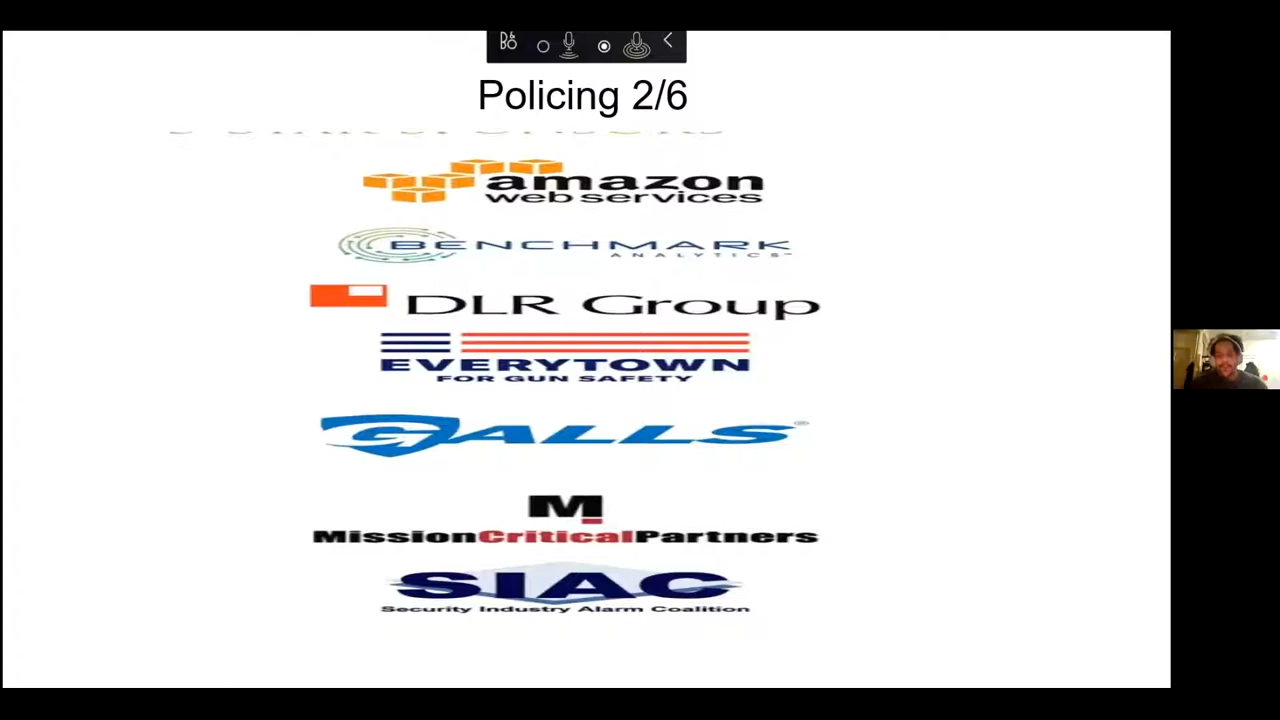 Policing 2/6
amazon
web services
BENCHMARK
ANALYTICS
DLR Group
EVERYTOWN
FOR GUN SAFETY
GALLS®
M
MissionCriticalPartners
SIAC
Security Industry Alarm Coalition